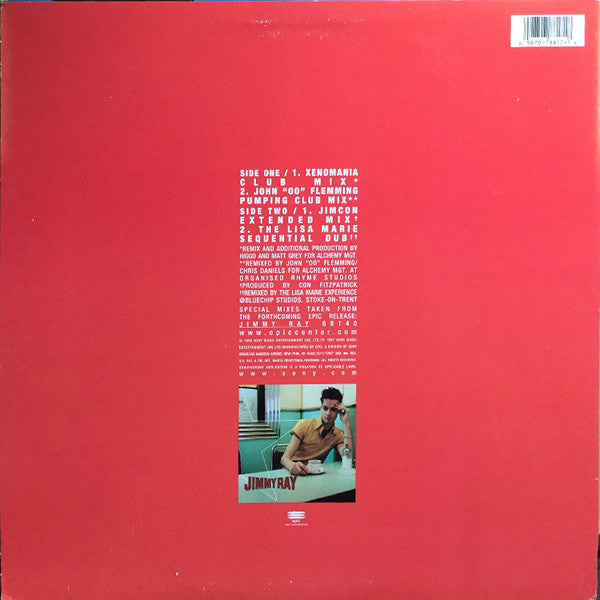 SIDE ONE / 1. XENOMANIA
CLUB MIX*
2. JOHN "OO" FLEMMING
PUMPING CLUB MIX**
SIDE TWO / 1. JIMCON
EXTENDED MIX†
2. THE LISA MARIE
SEQUENTIAL DUB††
*REMIX AND ADDITIONAL PRODUCTION BY
HIGGO AND MATT GREY FOR ALCHEMY MGT.
**REMIXED BY JOHN "OO" FLEMMING/
CHRIS DANIELS FOR ALCHEMY MGT. AT
ORGANISED RHYME STUDIOS
†PRODUCED BY CON FITZPATRICK
††REMIXED BY THE LISA MARIE EXPERIENCE
@BLUECHIP STUDIOS. STOKE-ON-TRENT
SPECIAL MIXES TAKEN FROM
THE FORTHCOMING EPIC RELEASE:
JIMMY RAY 69140
www.epiccenter.com
www.sony.com
JIMMY RAY
epic